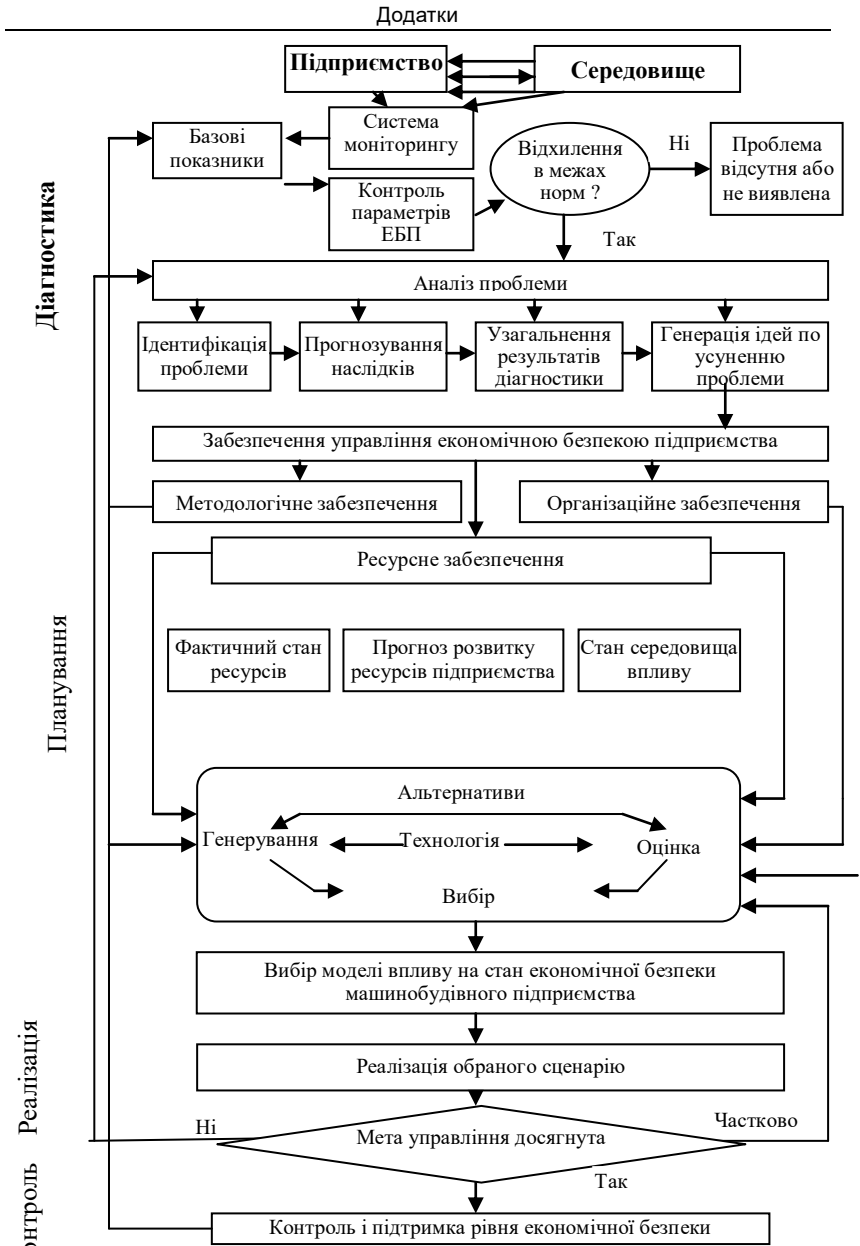 Додатки
Підприємство
Середовище
Базові
показники
Система
моніторингу
Відхилення
в межах
норм ?
Ні
Проблема
відсутня або
не виявлена
Контроль
параметрів
ЕБП
Так
Діагностика
Аналіз проблеми
Ідентифікація
проблеми
Прогнозування
наслідків
Узагальнення
результатів
діагностики
Генерація ідей по
усуненню
проблеми
Забезпечення управління економічною безпекою підприємства
Методологічне забезпечення
Організаційне забезпечення
Ресурсне забезпечення
Планування
Фактичний стан
ресурсів
Прогноз розвитку
ресурсів підприємства
Стан середовища
впливу
Альтернативи
Генерування
Технологія
Оцінка
Вибір
Вибір моделі впливу на стан економічної безпеки
машинобудівного підприємства
Реалізація
Реалізація обраного сценарію
Ні
Мета управління досягнута
Частково
Так
онтроль
Контроль і підтримка рівня економічної безпеки